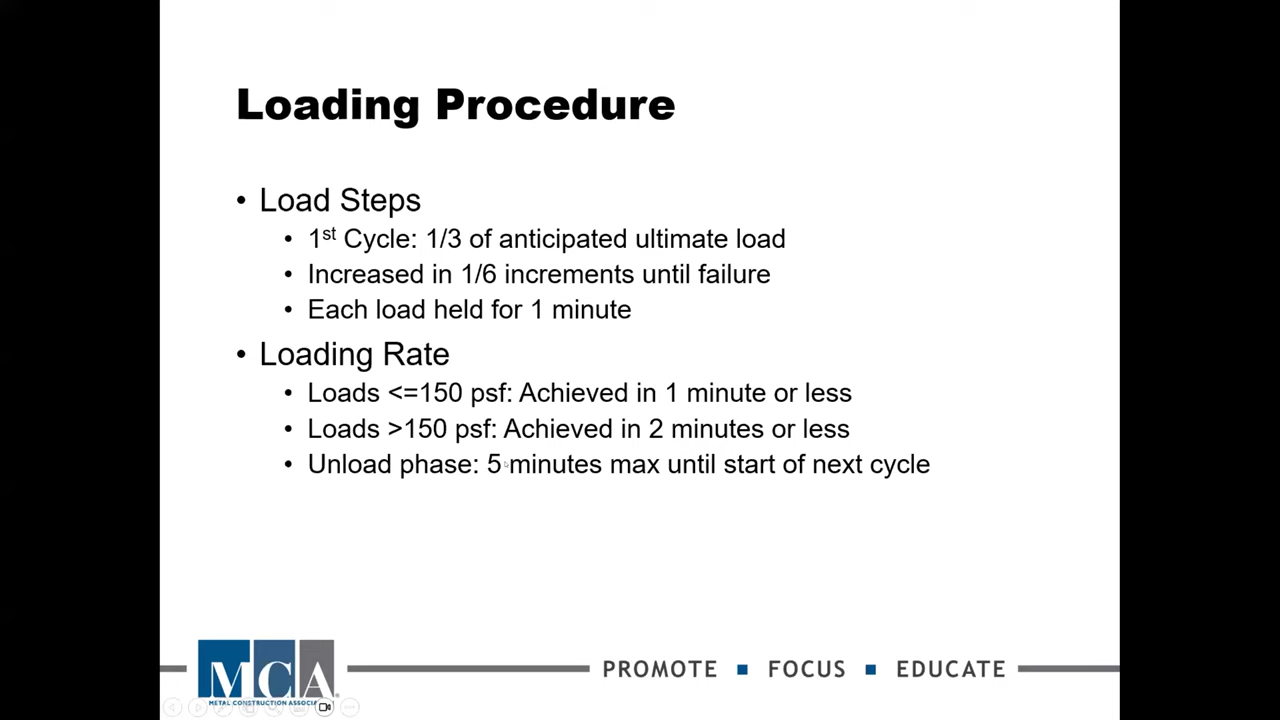 Loading Procedure
• Load Steps
• 1st Cycle: 1/3 of anticipated ultimate load
• Increased in 1/6 increments until failure
• Each load held for 1 minute
• Loading Rate
• Loads <=150 psf: Achieved in 1 minute or less
• Loads >150 psf: Achieved in 2 minutes or less
• Unload phase: 5 minutes max until start of next cycle
MCA
METAL CONSTRUCTION
PROMOTE ■ FOCUS ■ EDUCATE